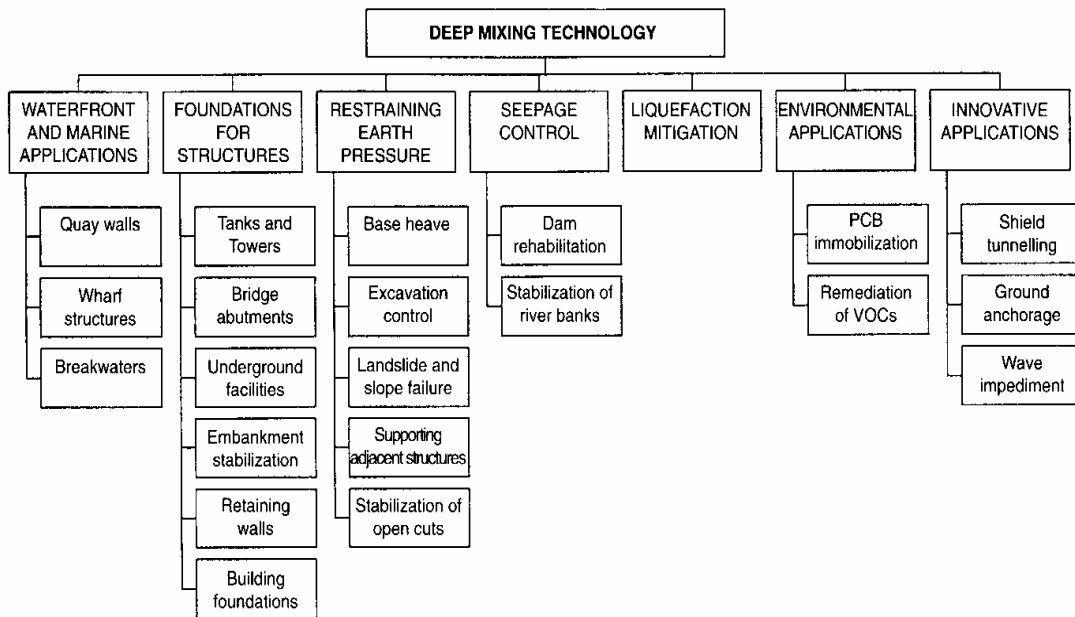 DEEP MIXING TECHNOLOGY
WATERFRONT
AND MARINE
APPLICATIONS
Quay walls
Wharf
structures
Breakwaters
FOUNDATIONS
FOR
STRUCTURES
Tanks and
Towers
Bridge
abutments
Underground
facilities
Embankment
stabilization
Retaining
walls
Building
foundations
RESTRAINING
EARTH
PRESSURE
Base heave
Excavation
control
Landslide and
slope failure
Supporting
adjacent structures
Stabilization of
open cuts
SEEPAGE
CONTROL
Dam
rehabilitation
Stabilization of
river banks
LIQUEFACTION
MITIGATION
ENVIRONMENTAL
APPLICATIONS
PCB
immobilization
Remediation
of VOCs
INNOVATIVE
APPLICATIONS
Shield
tunnelling
Ground
anchorage
Wave
impediment